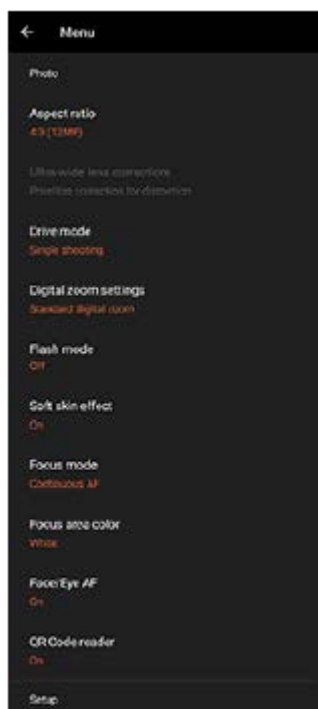 Menu
Photo
Aspect ratio
4:3 (12MP)
Ultra-wide lens corrections
Prioritize correction for distortion
Drive mode
Single shooting
Digital zoom settings
Standard digital zoom
Flash mode
Off
Soft skin effect
On
Focus mode
Continuous AF
Focus area color
White
Face/Eye AF
On
QR Code reader
On
Setup